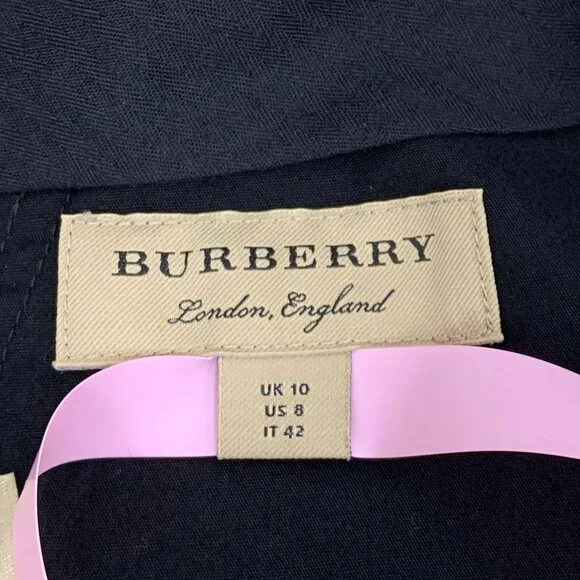 BURBERRY
London, England
UK 10
US 8
IT 42